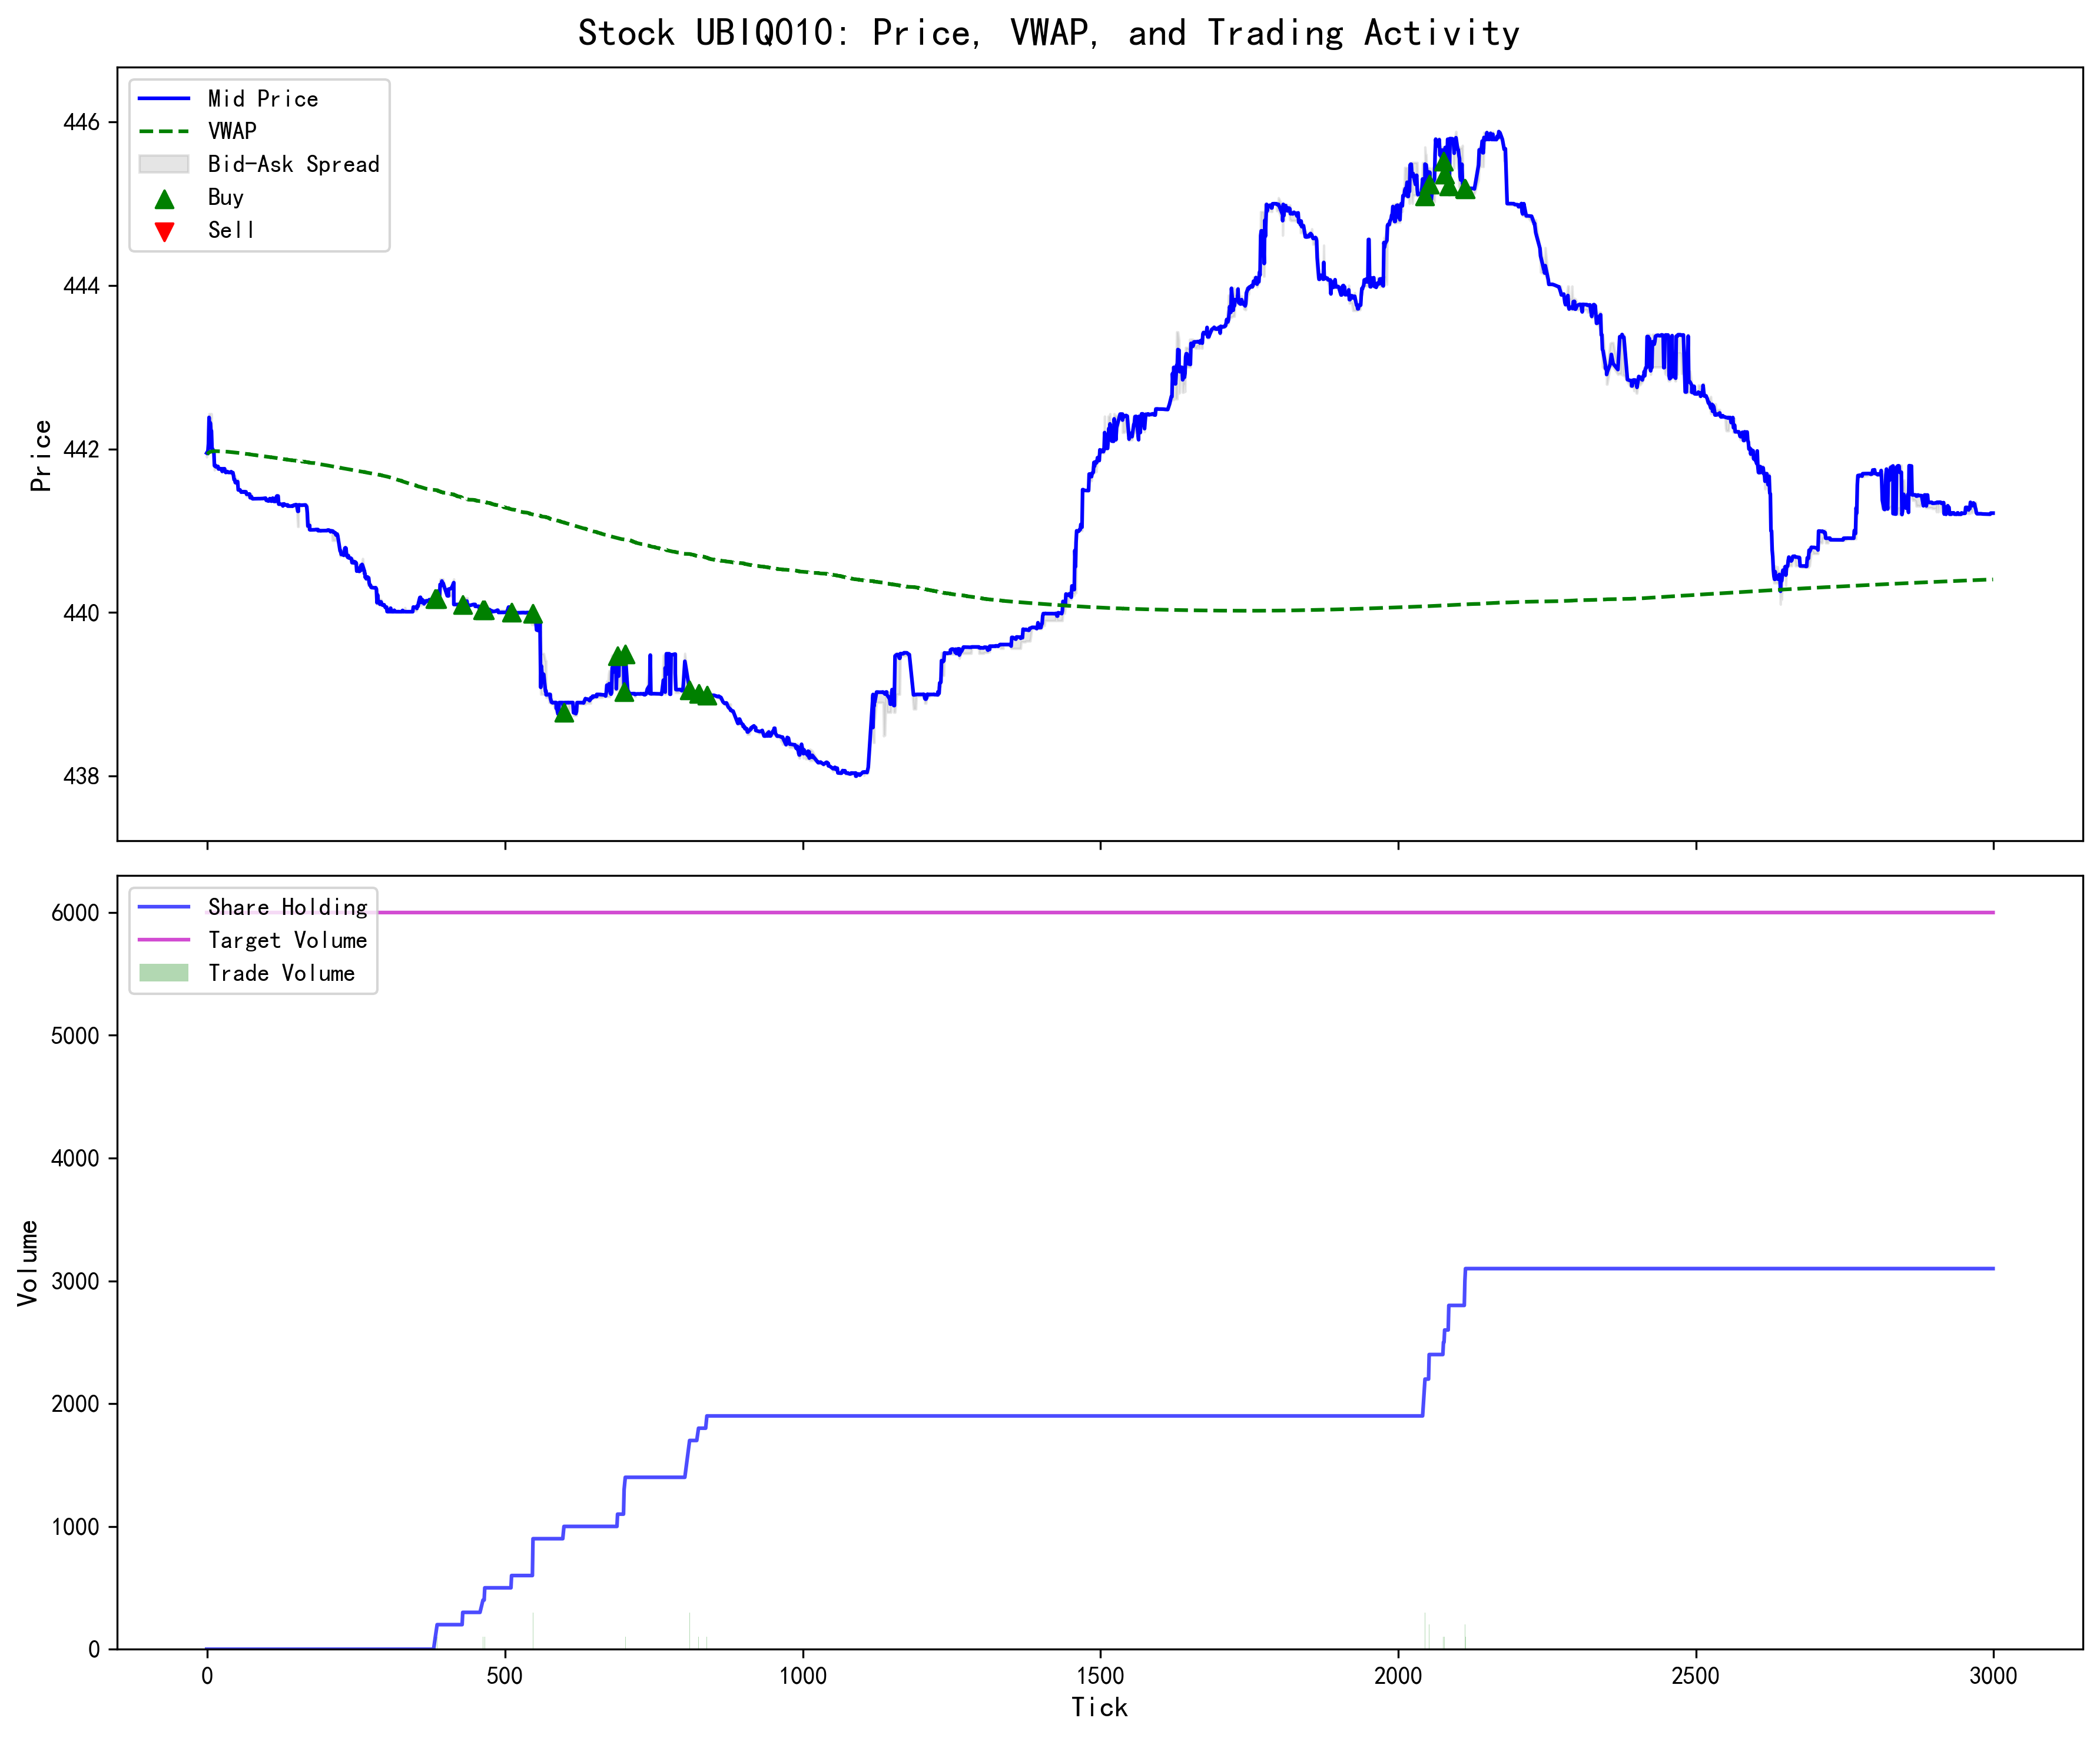 Stock UBIQ010: Price, VWAP, and Trading Activity
Mid Price
VWAP
Bid-Ask Spread
Buy
Sell
Price
446
444
442
440
438
Share Holding
Target Volume
Trade Volume
Volume
6000
5000
4000
3000
2000
1000
0
0 500 1000 1500 2000 2500 3000
Tick